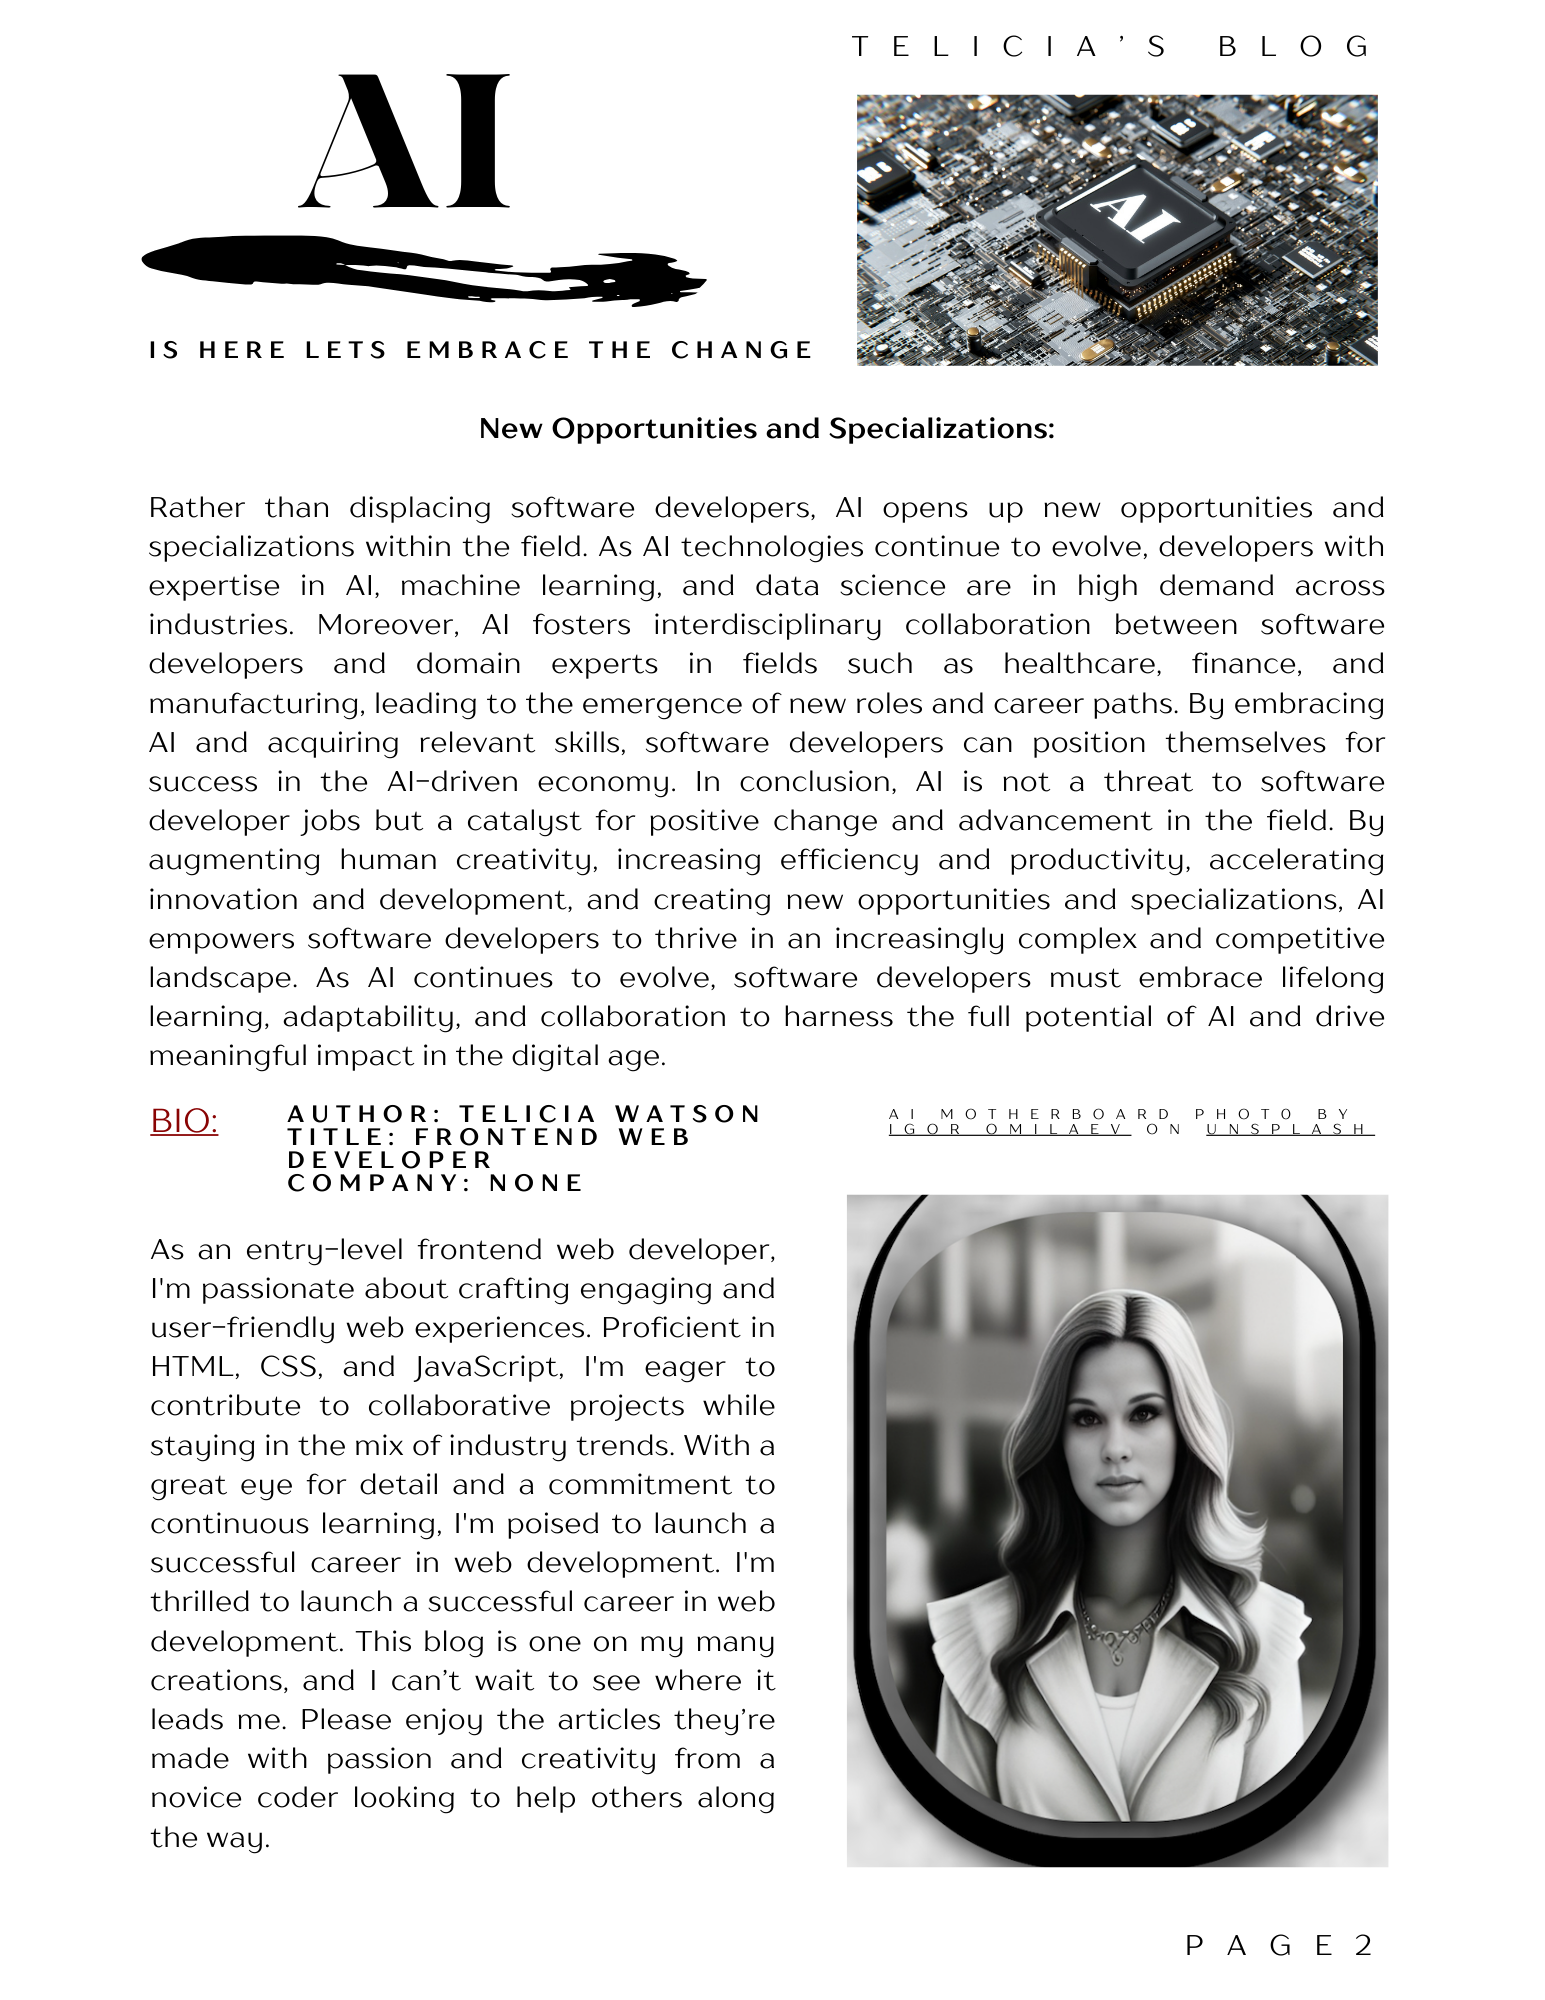 TELICIA’S BLOG
AI
AI
IS HERE LETS EMBRACE THE CHANGE
New Opportunities and Specializations:
Rather than displacing software developers, AI opens up new opportunities and
specializations within the field. As AI technologies continue to evolve, developers with
expertise in AI, machine learning, and data science are in high demand across
industries. Moreover, AI fosters interdisciplinary collaboration between software
developers and domain experts in fields such as healthcare, finance, and
manufacturing, leading to the emergence of new roles and career paths. By embracing
AI and acquiring relevant skills, software developers can position themselves for
success in the AI-driven economy. In conclusion, AI is not a threat to software
developer jobs but a catalyst for positive change and advancement in the field. By
augmenting human creativity, increasing efficiency and productivity, accelerating
innovation and development, and creating new opportunities and specializations, AI
empowers software developers to thrive in an increasingly complex and competitive
landscape. As AI continues to evolve, software developers must embrace lifelong
learning, adaptability, and collaboration to harness the full potential of AI and drive
meaningful impact in the digital age.
BIO:
AUTHOR: TELICIA WATSON
TITLE: FRONTEND WEB
DEVELOPER
COMPANY: NONE
AI MOTHERBOARD PHOTO BY
IGOR OMILAEV ON UNSPLASH
As an entry-level frontend web developer,
I'm passionate about crafting engaging and
user-friendly web experiences. Proficient in
HTML, CSS, and JavaScript, I'm eager to
contribute to collaborative projects while
staying in the mix of industry trends. With a
great eye for detail and a commitment to
continuous learning, I'm poised to launch a
successful career in web development. I'm
thrilled to launch a successful career in web
development. This blog is one on my many
creations, and I can’t wait to see where it
leads me. Please enjoy the articles they’re
made with passion and creativity from a
novice coder looking to help others along
the way.
PAGE2